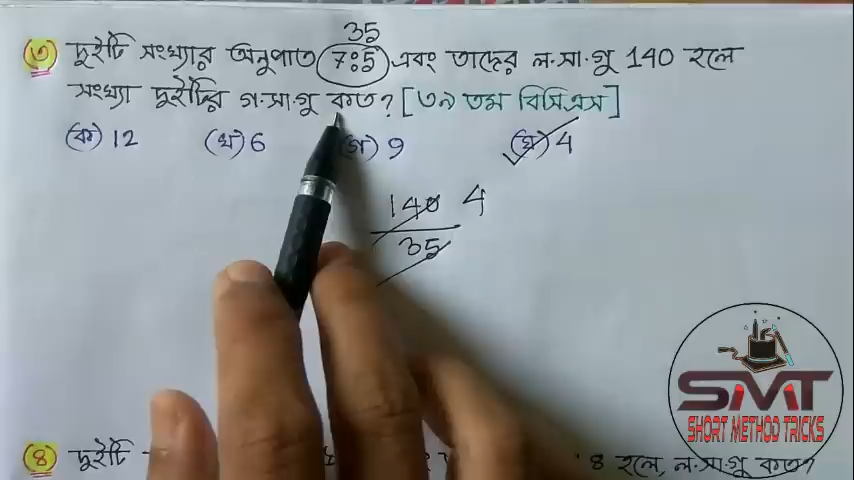 35
৩ দুইটি সংখ্যার অনুপাত 7:5 এবং তাদের ল.সা.গু 140 হলে
সংখ্যা দুইটির গ.সা.গু কত? [৩৯ তম বিসিএস]
(ক) 12 (খ) 6 (গ) 9 (ঘ) 4
140 4
35
SMT
SHORT METHOD TRICKS
৪ দুইটি হলে, ল.সা.গু কত?